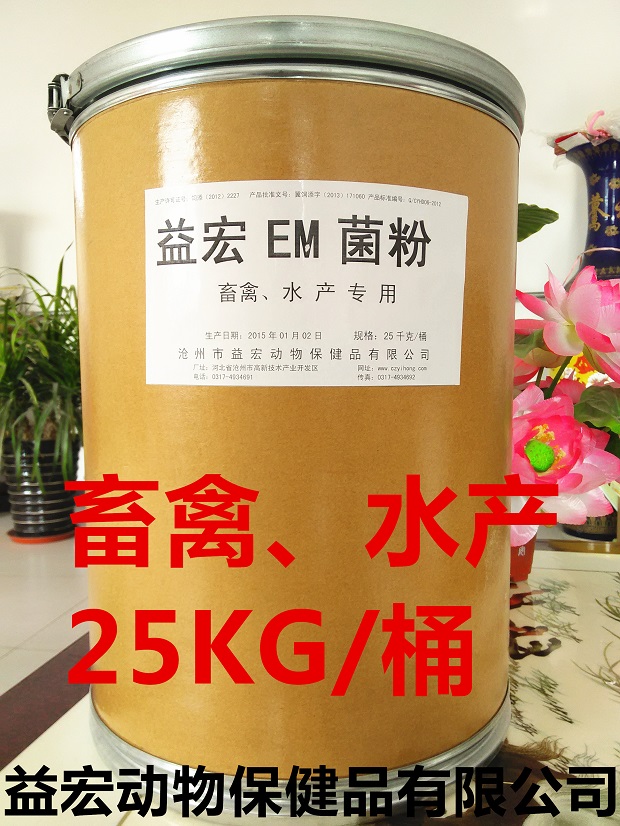 生产许可证号：饲添（2012）2227 产品批准文号：冀饲添字（2013）171060 产品标准编号：Q/CYHB08-2012
益宏 EM 菌粉
畜禽、水 产 专 用
生产日期：2015 年 01 月 02 日 规格：25 千克/桶
沧州市益宏动物保健品有限公司
厂址：河北省沧州市高新技术产业开发区 网址：www.czyihong.com
电话：0317-4934691 传真：0317-4934692
畜禽、水产
25KG/桶
益宏动物保健品有限公司